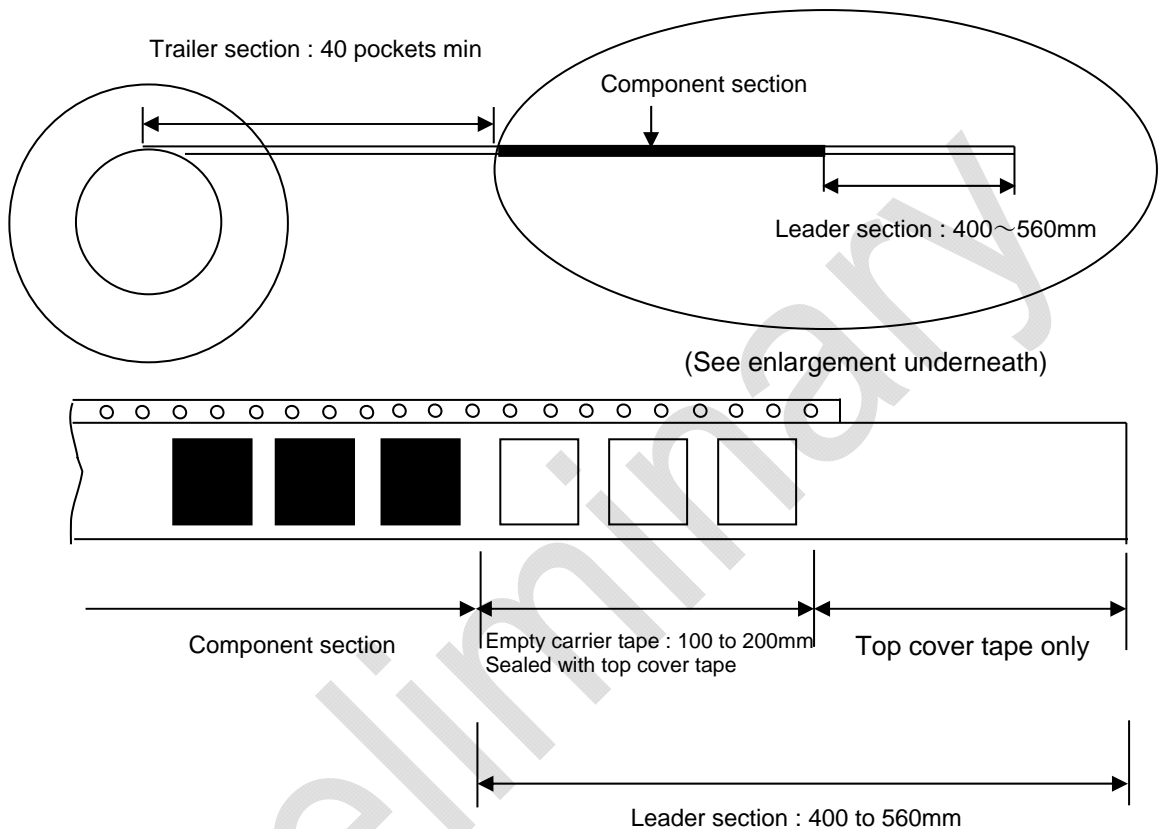 Trailer section : 40 pockets min
Component section
Leader section : 400～560mm
(See enlargement underneath)
Component section
Empty carrier tape : 100 to 200mm
Sealed with top cover tape
Top cover tape only
Leader section : 400 to 560mm
eliminary